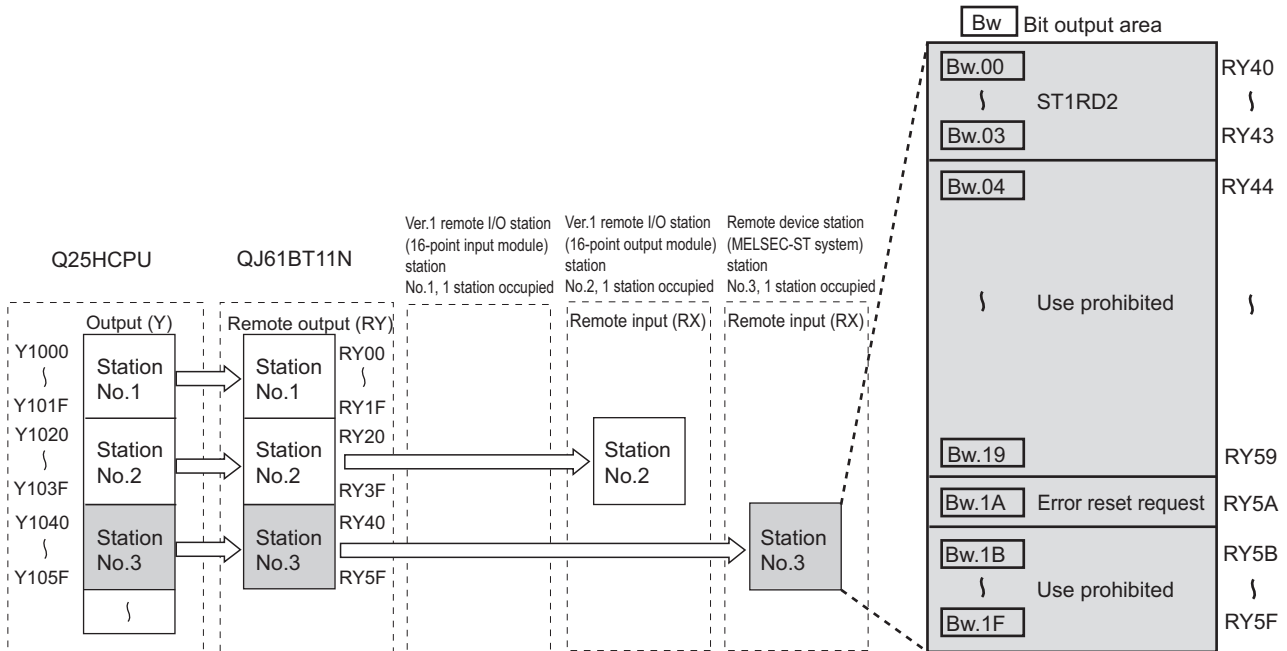 Bw Bit output area
Bw.00
ST1RD2
Bw.03
RY40
RY43
Bw.04
Use prohibited
Bw.19
RY44
RY59
Bw.1A Error reset request RY5A
Bw.1B
Use prohibited
Bw.1F
RY5B
RY5F
Q25HCPU
QJ61BT11N
Ver.1 remote I/O station
(16-point input module)
station
No.1, 1 station occupied
Ver.1 remote I/O station
(16-point output module)
station
No.2, 1 station occupied
Remote device station
(MELSEC-ST system)
station
No.3, 1 station occupied
Output (Y)
Remote output (RY)
Remote input (RX)
Remote input (RX)
Y1000
Y101F
Station
No.1
Station
No.1
RY00
RY1F
Y1020
Y103F
Station
No.2
Station
No.2
RY20
RY3F
Station
No.2
Y1040
Y105F
Station
No.3
Station
No.3
RY40
RY5F
Station
No.3